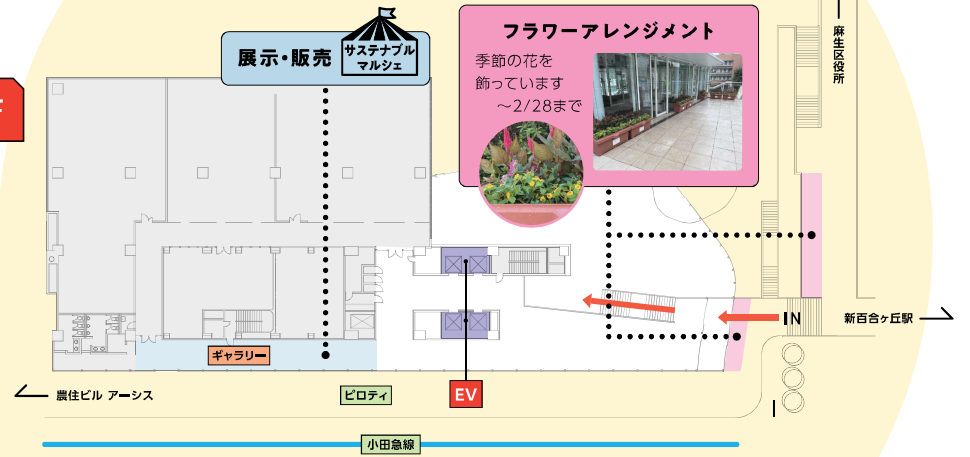 展示・販売
サステナブル
マルシェ
フラワーアレンジメント
季節の花を
飾っています
～2/28まで
麻生区役所
IN
新百合ヶ丘駅
ギャラリー
農住ビル アーシス
ピロティ
EV
小田急線